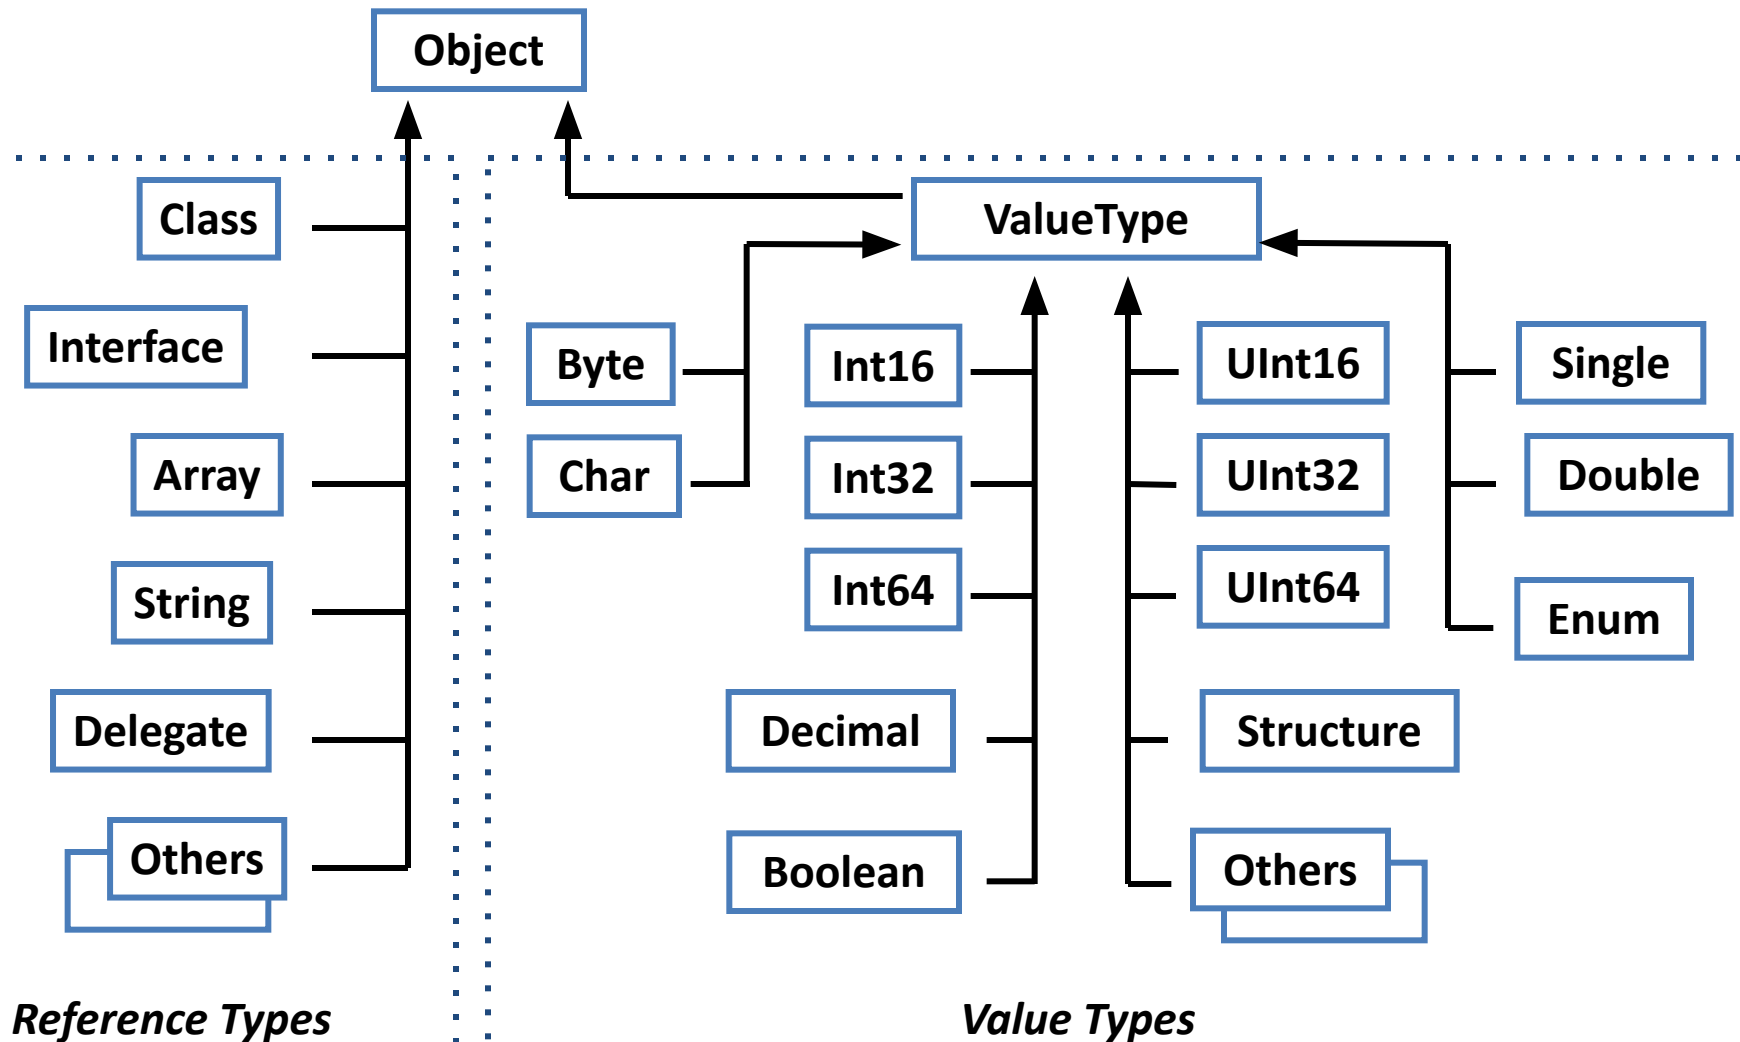 Object
Class
ValueType
Interface
Byte
Int16
UInt16
Single
Array
Char
Int32
UInt32
Double
String
Int64
UInt64
Enum
Delegate
Decimal
Structure
Others
Boolean
Others
Reference Types
Value Types